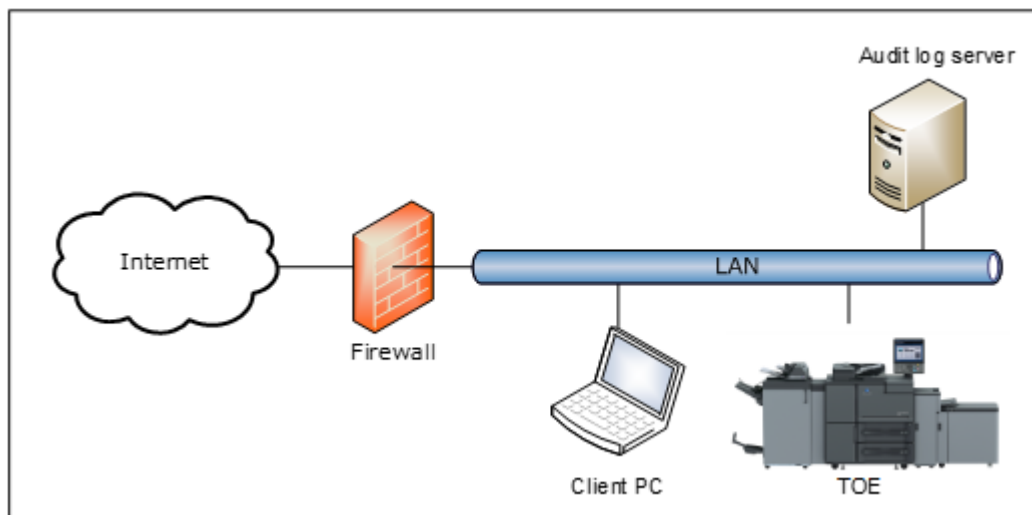 Audit log server
Internet
LAN
Firewall
Client PC
TOE